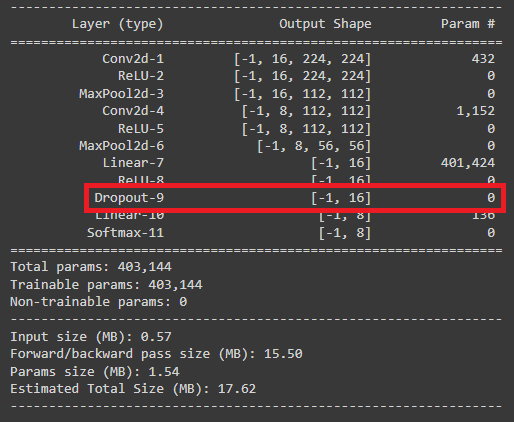 ----------------------------------------------------------------
Layer (type) Output Shape Param #
================================================================
Conv2d-1 [-1, 16, 224, 224] 432
ReLU-2 [-1, 16, 224, 224] 0
MaxPool2d-3 [-1, 16, 112, 112] 0
Conv2d-4 [-1, 8, 112, 112] 1,152
ReLU-5 [-1, 8, 112, 112] 0
MaxPool2d-6 [-1, 8, 56, 56] 0
Linear-7 [-1, 16] 401,424
ReLU-8 [-1, 16] 0
Dropout-9 [-1, 16] 0
Linear-10 [-1, 8] 136
Softmax-11 [-1, 8] 0
================================================================
Total params: 403,144
Trainable params: 403,144
Non-trainable params: 0
----------------------------------------------------------------
Input size (MB): 0.57
Forward/backward pass size (MB): 15.50
Params size (MB): 1.54
Estimated Total Size (MB): 17.62
----------------------------------------------------------------